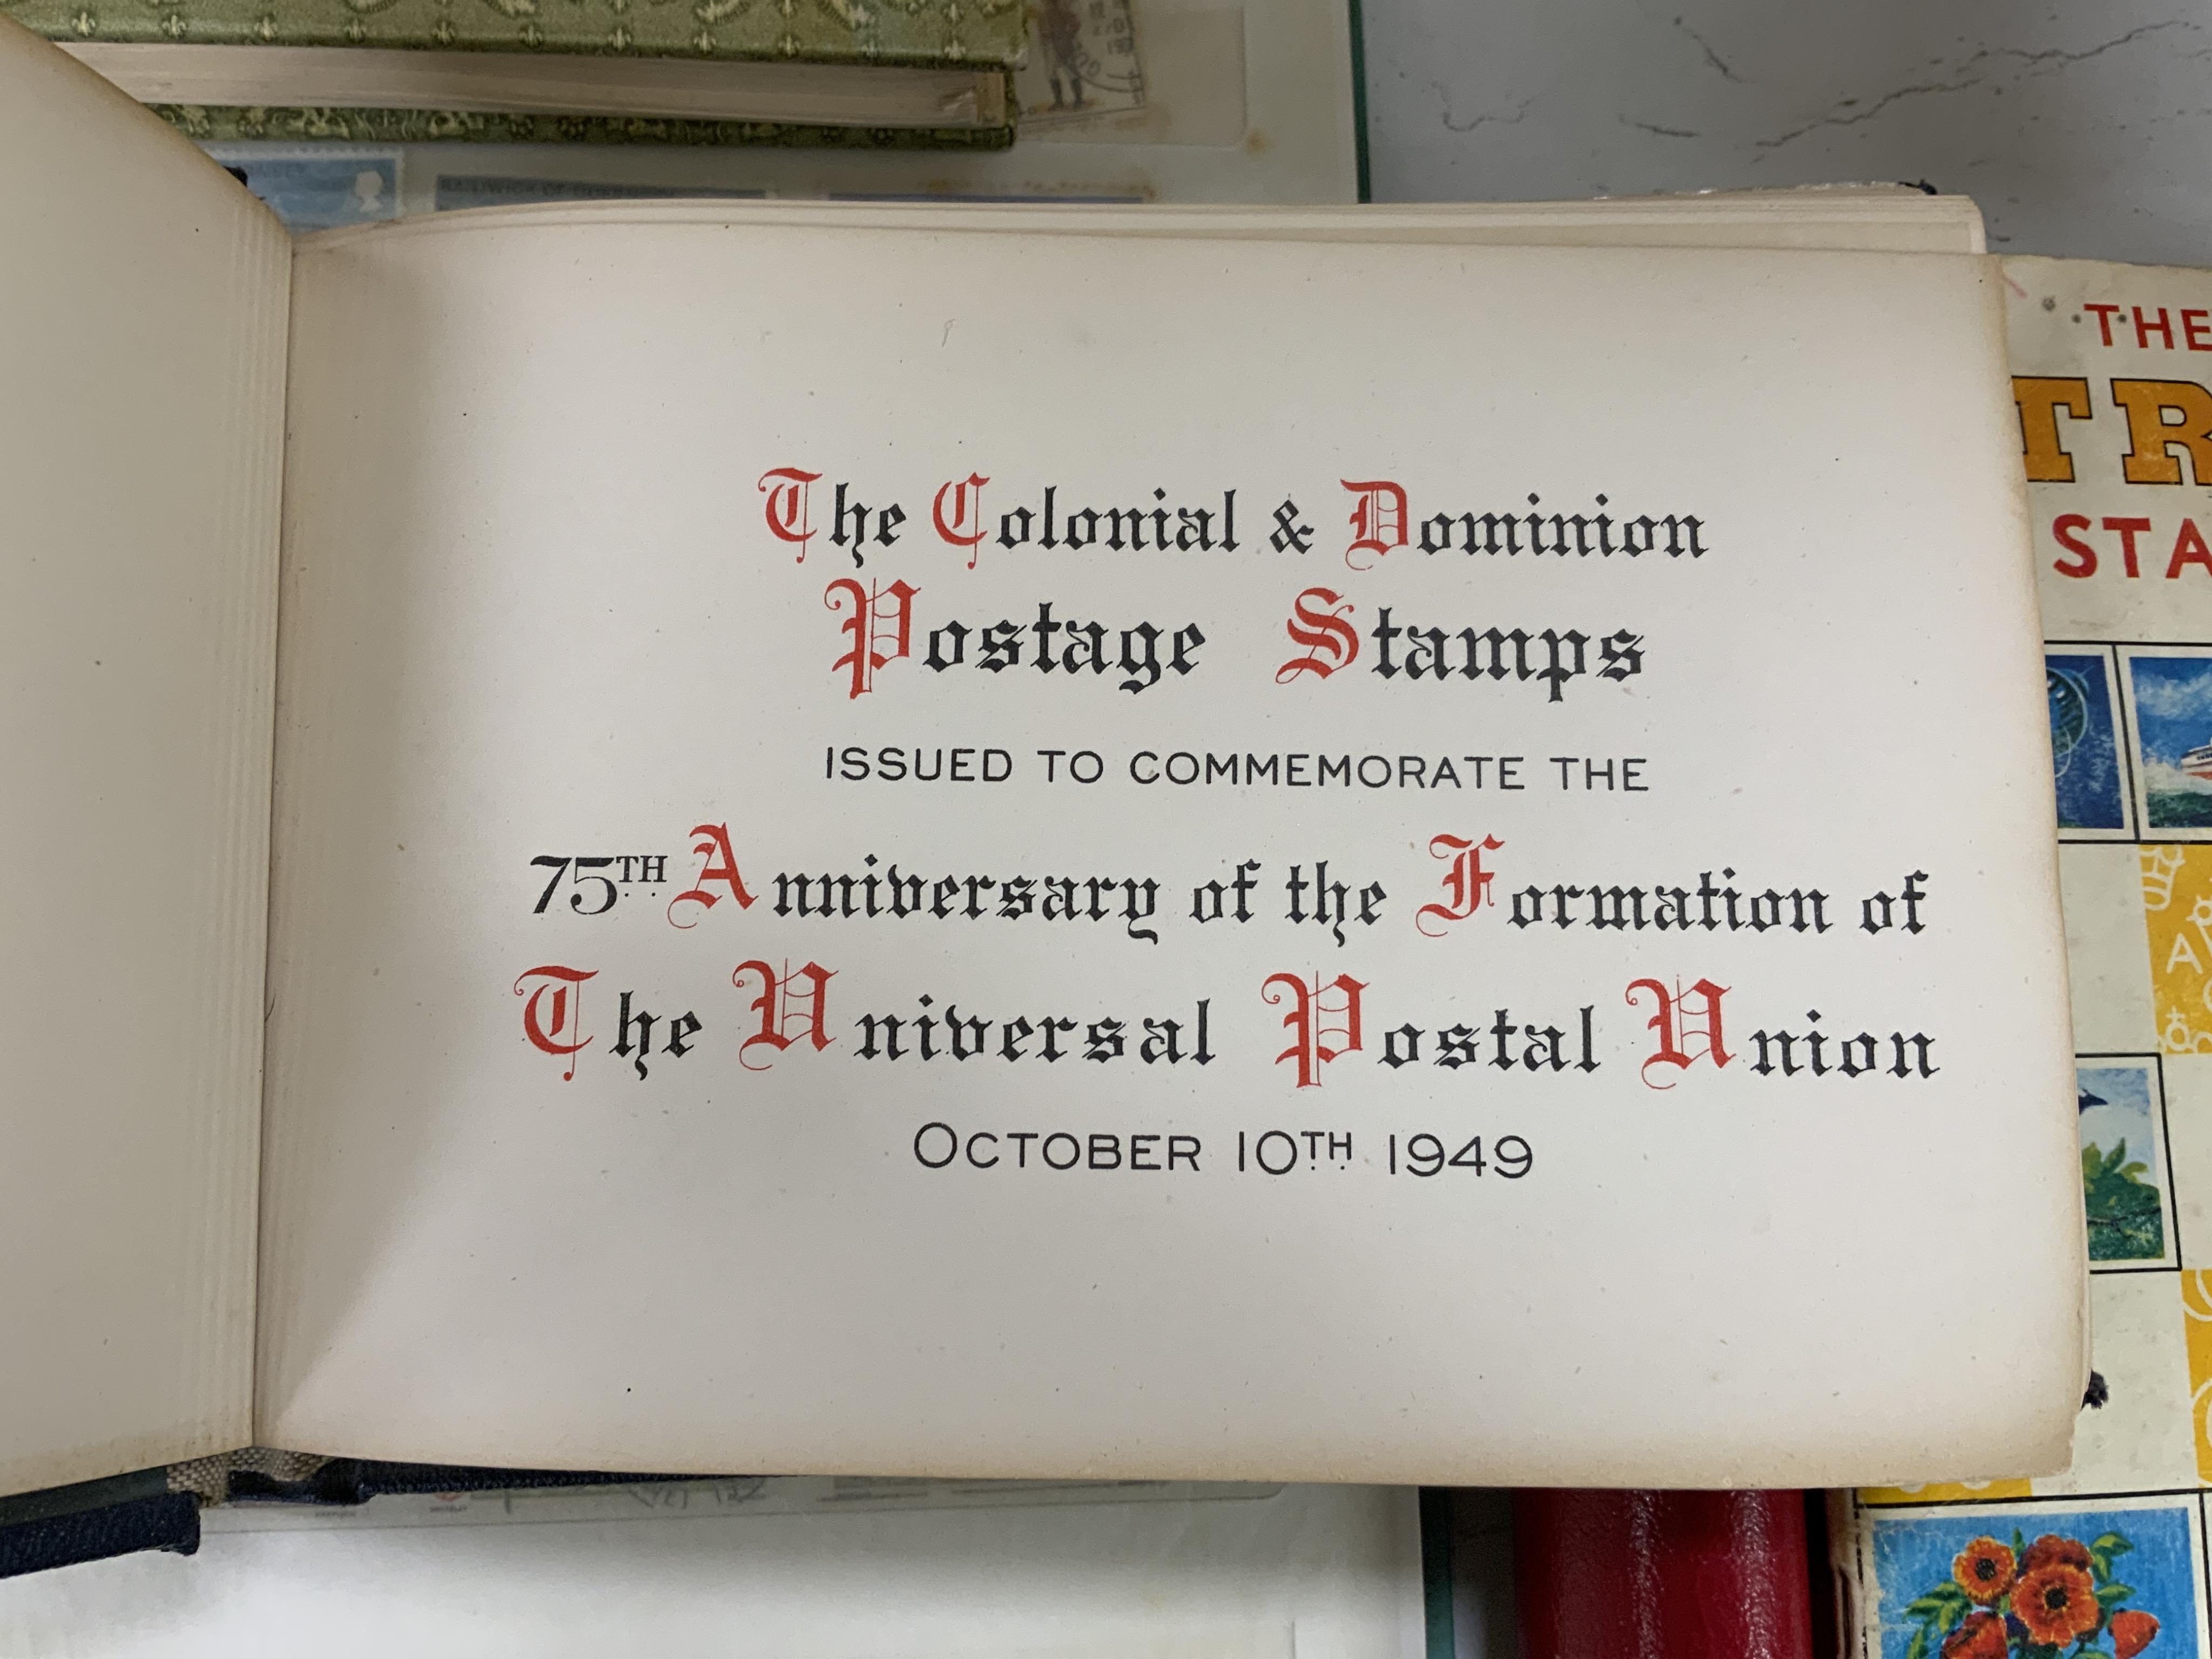 The Colonial & Dominion
Postage Stamps
ISSUED TO COMMEMORATE THE
75TH Anniversary of the Formation of
The Universal Postal Union
OCTOBER 10TH 1949
THE
TR
STA